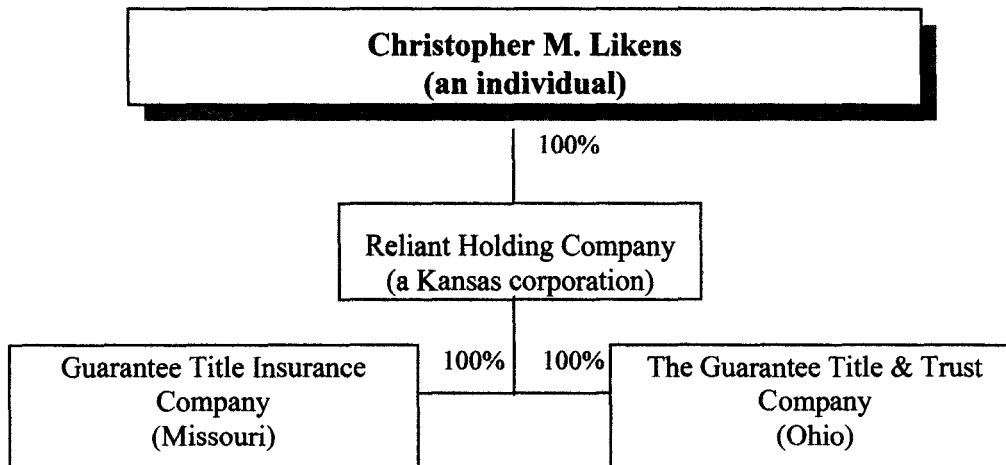 Christopher M. Likens
(an individual)
100%
Reliant Holding Company
(a Kansas corporation)
100%
100%
Guarantee Title Insurance
Company
(Missouri)
The Guarantee Title & Trust
Company
(Ohio)